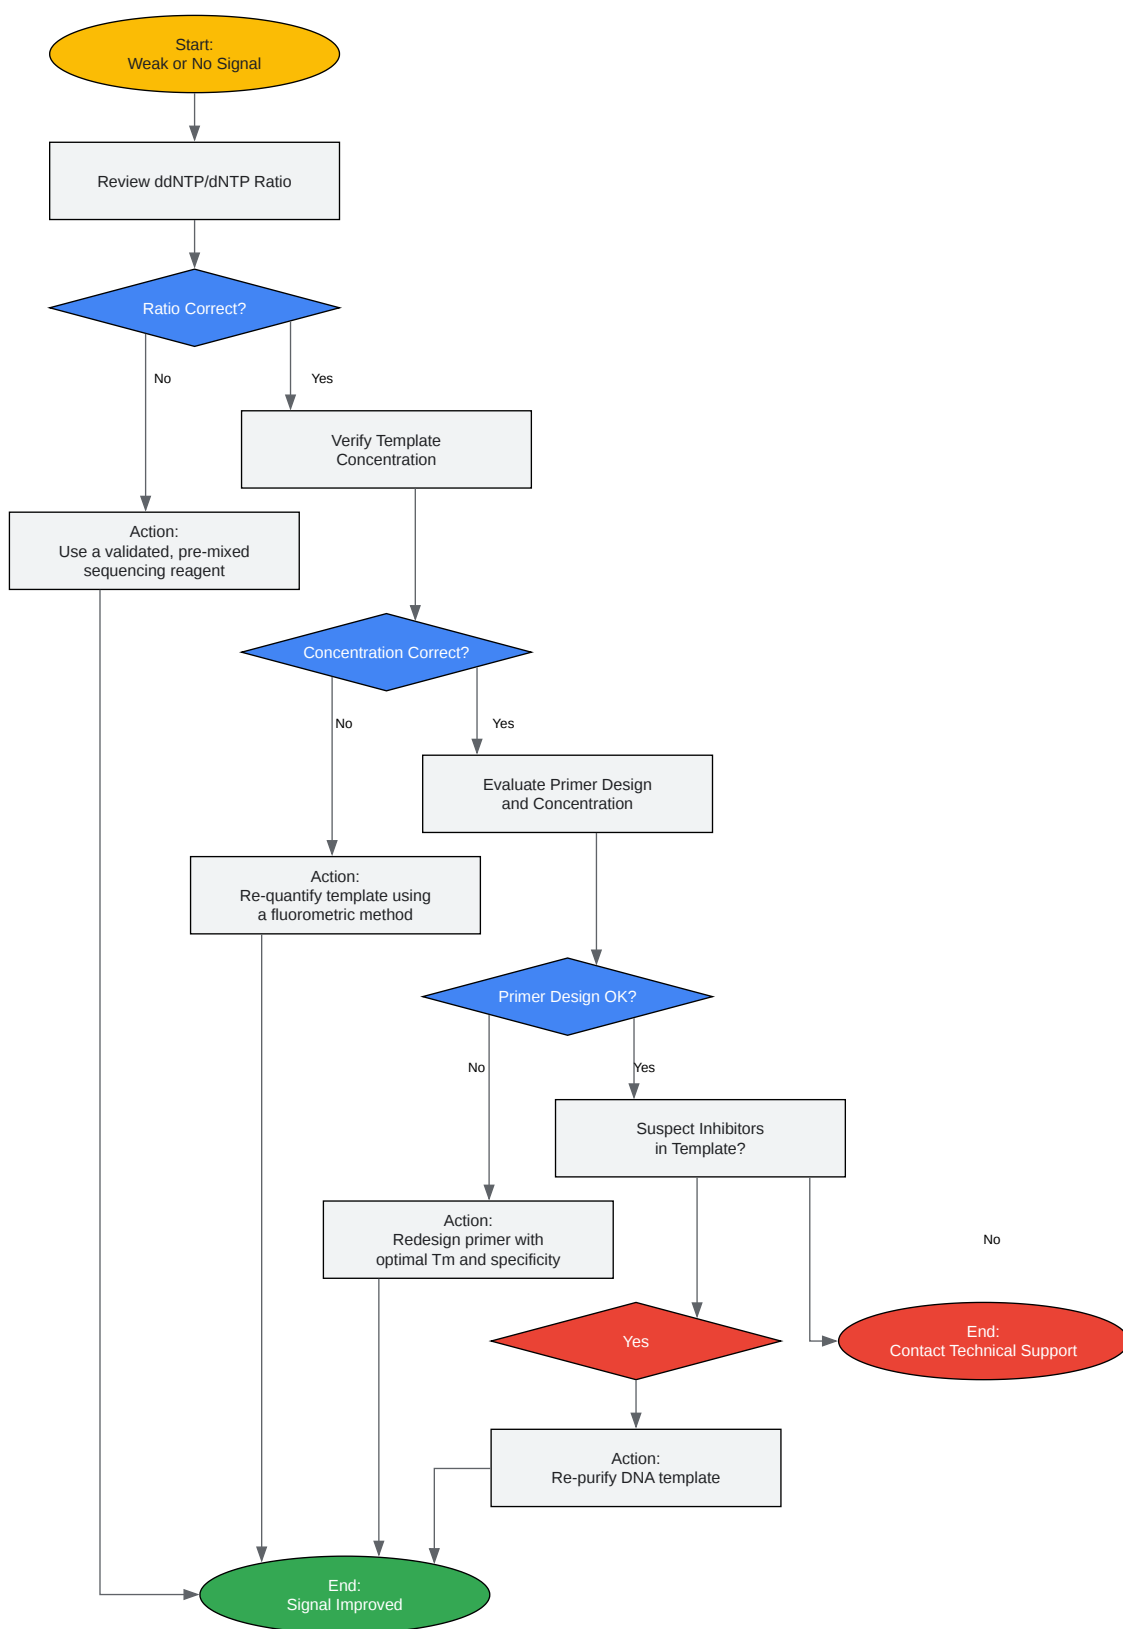 Start:
Weak or No Signal
Review ddNTP/dNTP Ratio
Ratio Correct?
No
Yes
Verify Template
Concentration
Action:
Use a validated, pre-mixed
sequencing reagent
Concentration Correct?
No
Yes
Evaluate Primer Design
and Concentration
Action:
Re-quantify template using
a fluorometric method
Primer Design OK?
No
Yes
Suspect Inhibitors
in Template?
Action:
Redesign primer with
optimal Tm and specificity
No
Yes
End:
Contact Technical Support
Action:
Re-purify DNA template
End:
Signal Improved